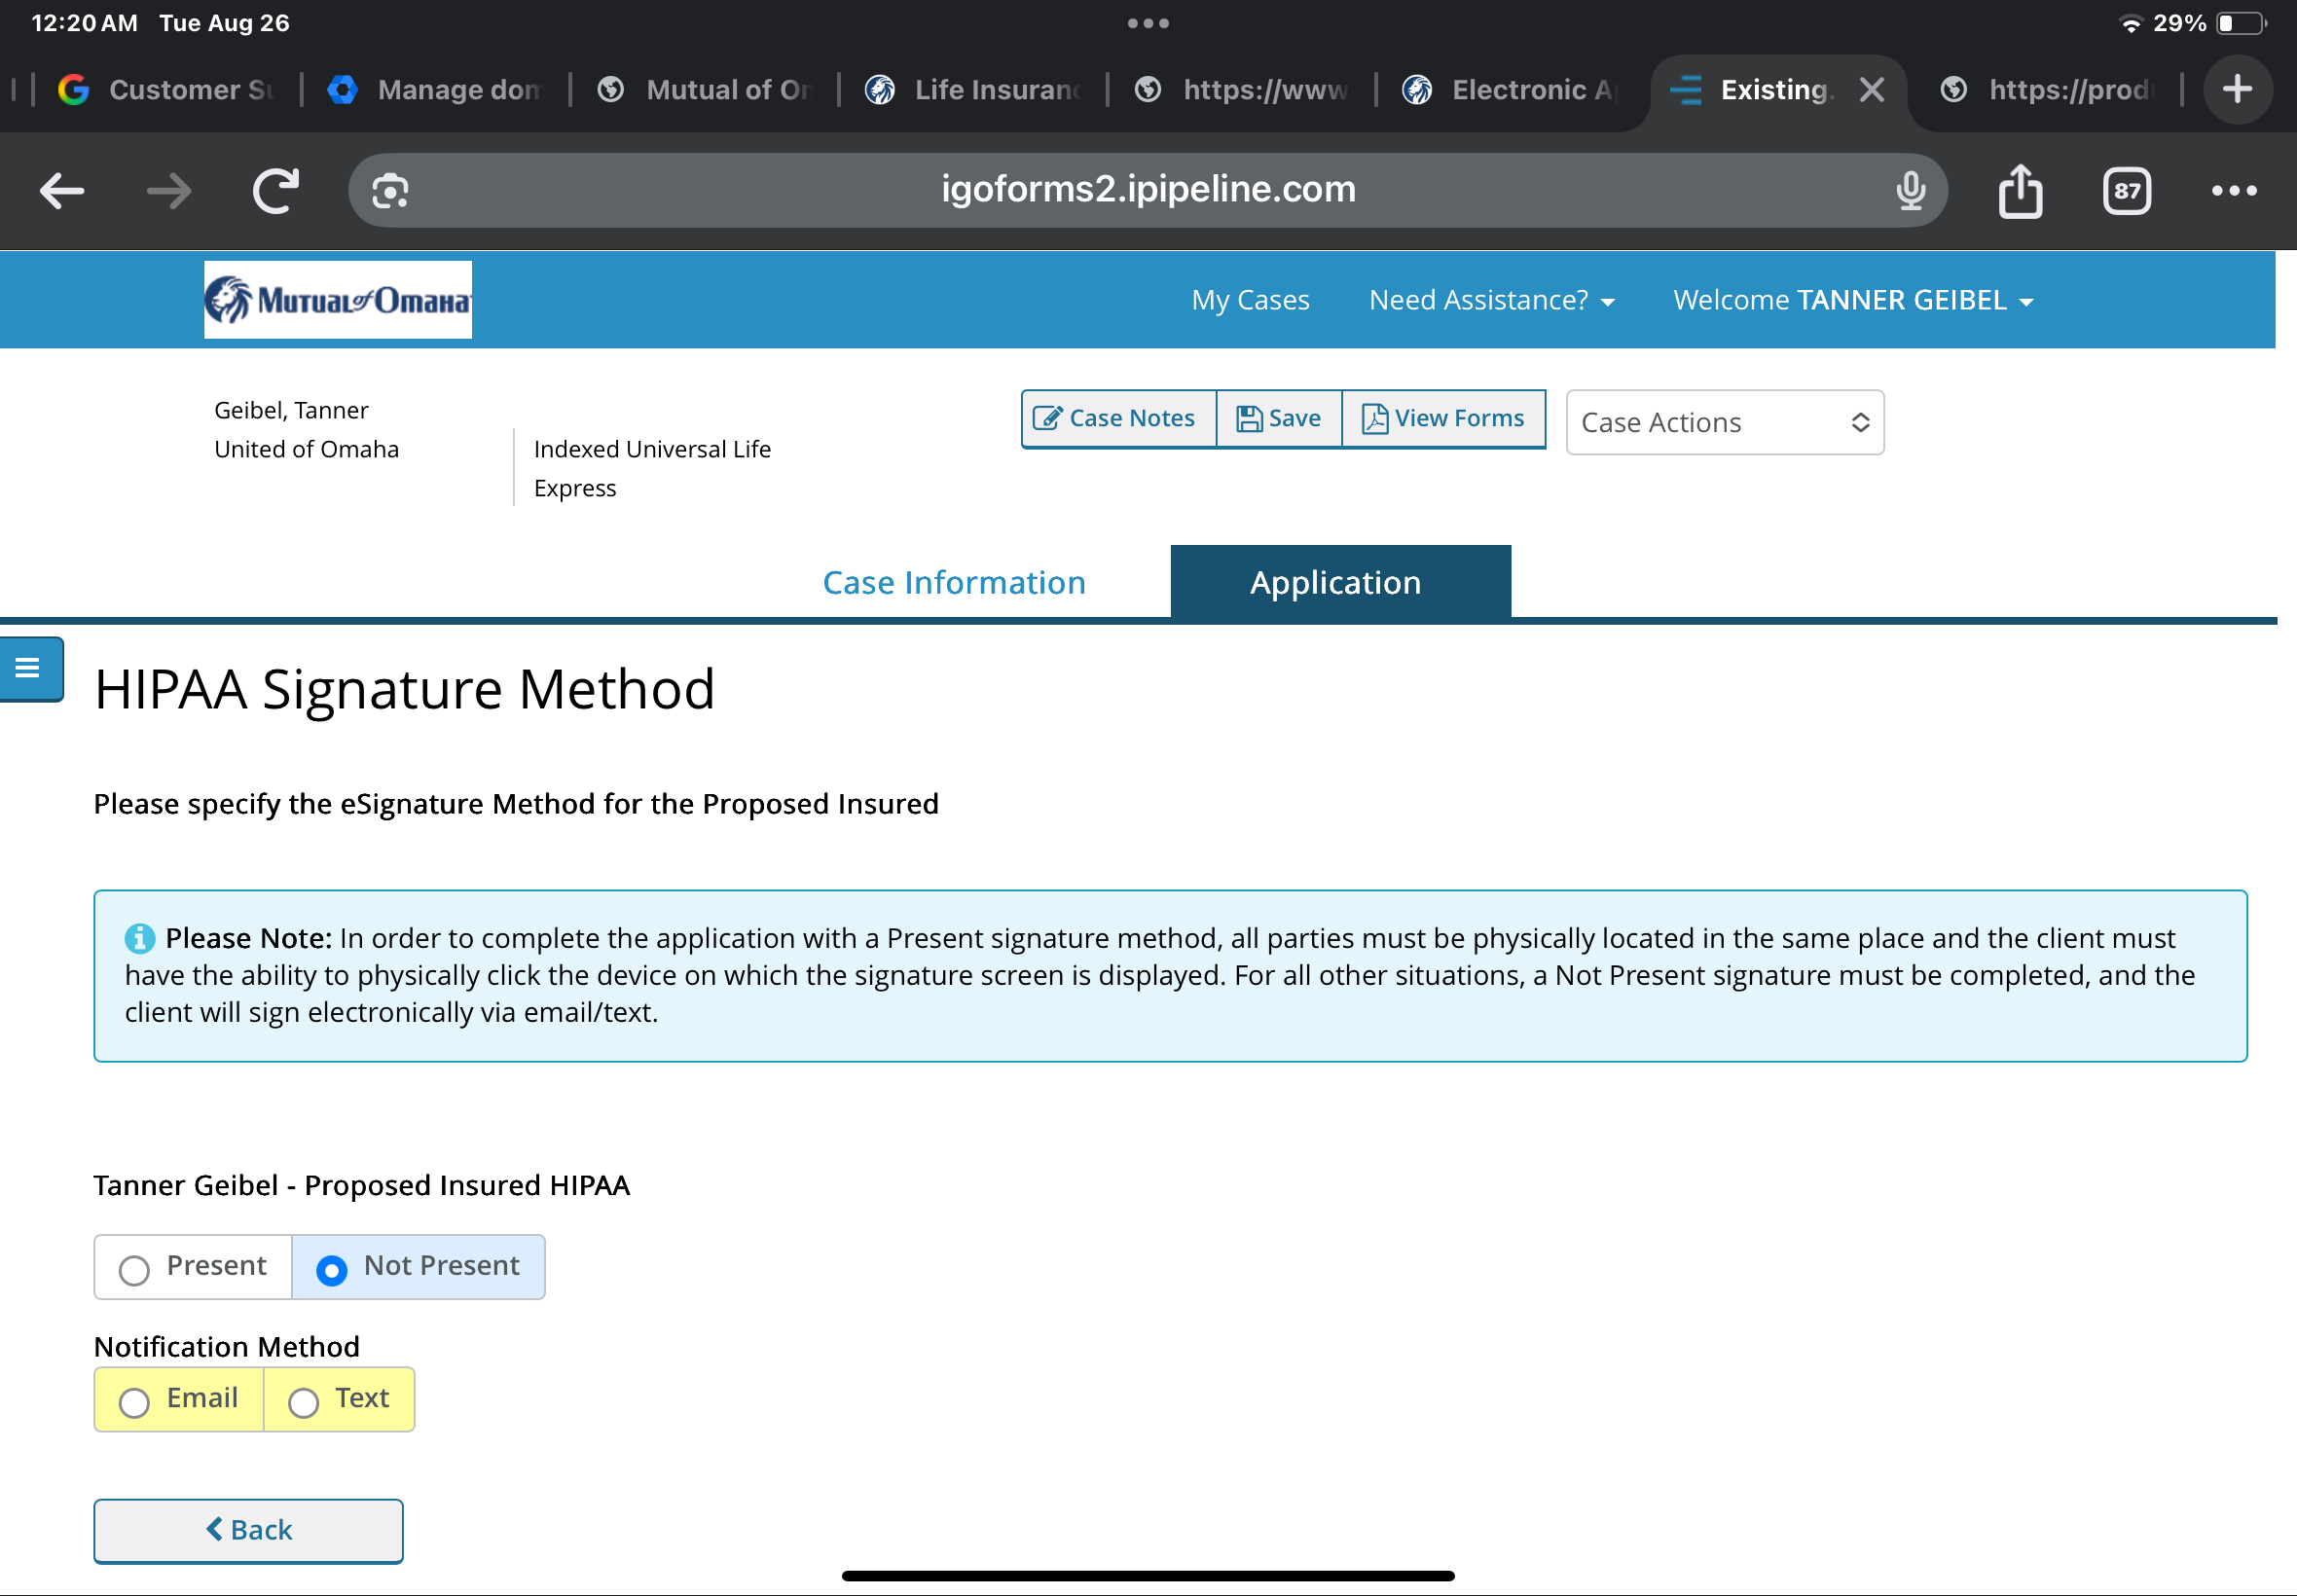 12:20 AM Tue Aug 26
29%
Customer Su
Manage dom
Mutual of Om
Life Insuranc
https://www
Electronic Ap
Existing.
https://prod
igoforms2.ipipeline.com
87
Mutual of Omaha
My Cases
Need Assistance?
Welcome TANNER GEIBEL
Geibel, Tanner
United of Omaha
Indexed Universal Life
Express
Case Notes
Save
View Forms
Case Actions
Case Information
Application
HIPAA Signature Method
Please specify the eSignature Method for the Proposed Insured
Please Note: In order to complete the application with a Present signature method, all parties must be physically located in the same place and the client must
have the ability to physically click the device on which the signature screen is displayed. For all other situations, a Not Present signature must be completed, and the
client will sign electronically via email/text.
Tanner Geibel - Proposed Insured HIPAA
Present
Not Present
Notification Method
Email
Text
Back